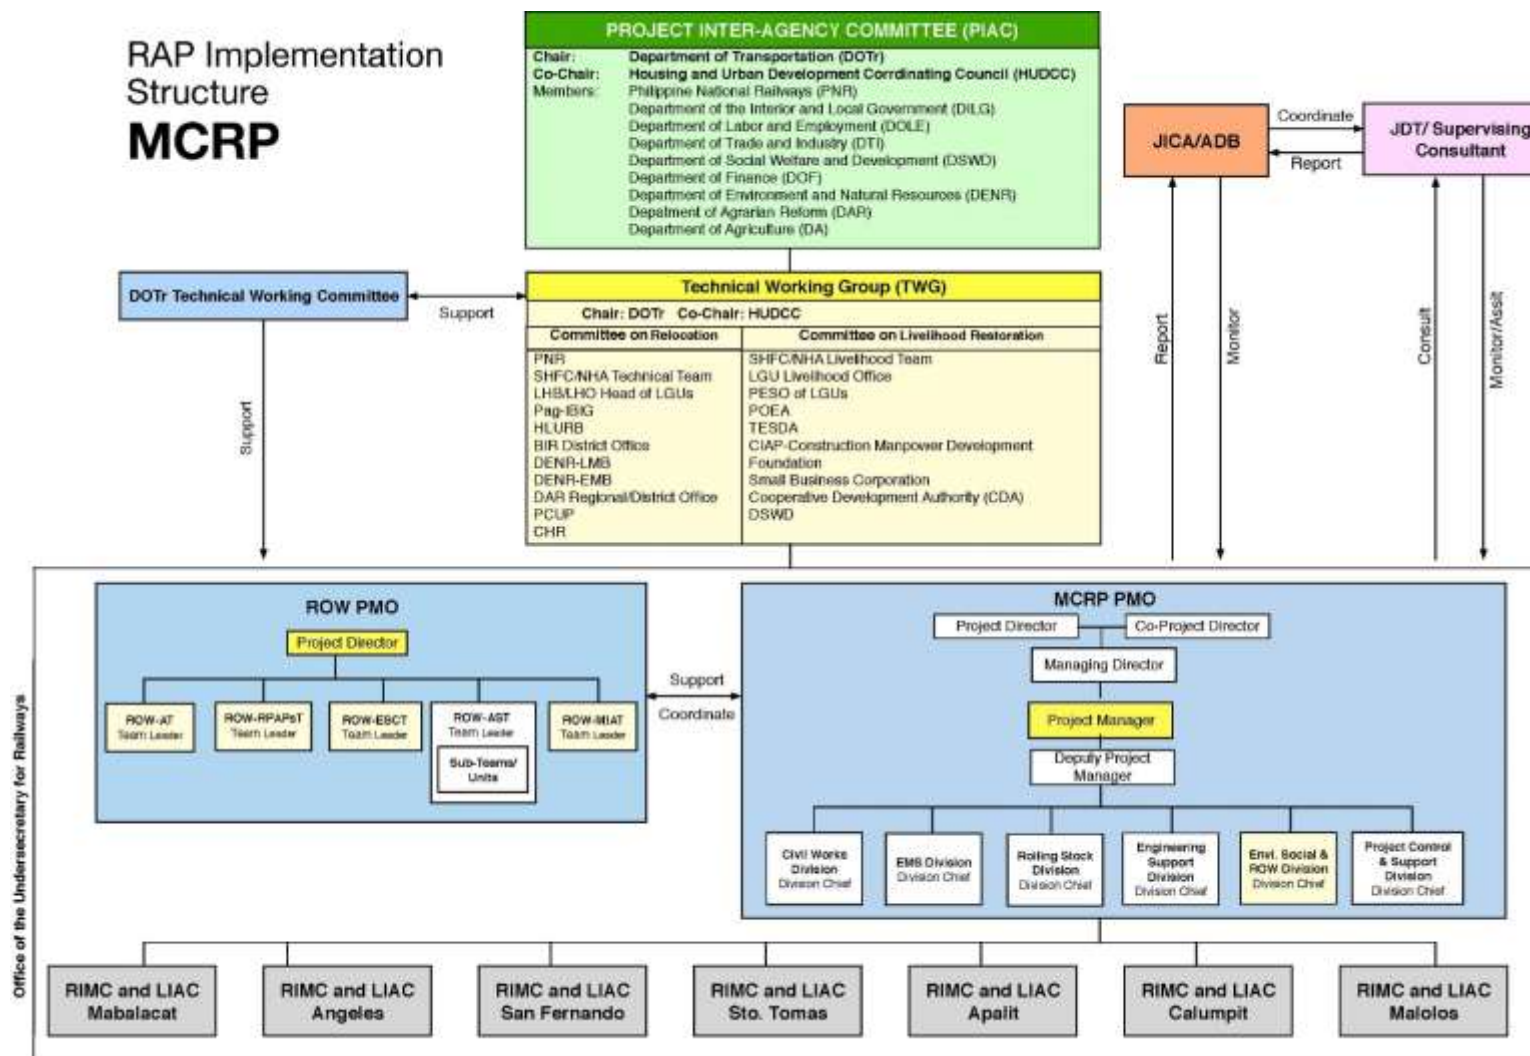 RAP Implementation
Structure
MCRP
PROJECT INTER-AGENCY COMMITTEE (PIAC)
Chair: Department of Transportation (DOTr)
Co-Chair: Housing and Urban Development Corrdinating Council (HUDCC)
Members: Philippine National Railways (PNR)
Department of the Interior and Local Government (DILG)
Department of Labor and Employment (DOLE)
Department of Trade and Industry (DTI)
Department of Social Welfare and Development (DSWD)
Department of Finance (DOF)
Department of Environment and Natural Resources (DENR)
Depatment of Agrarian Reform (DAR)
Department of Agriculture (DA)
JICA/ADB
Coordinate
Report
JDT/ Supervising
Consultant
DOTr Technical Working Committee
Support
Technical Working Group (TWG)
Chair: DOTr Co-Chair: HUDCC
Committee on Relocation
PNR
SHFC/NHA Technical Team
LHB/LHO Head of LGUs
Pag-IBIG
HLURB
BIR District Office
DENR-LMB
DENR-EMB
DAR Regional/District Office
PCUP
CHR
Committee on Livelihood Restoration
SHFC/NHA Livelihood Team
LGU Livelihood Office
PESO of LGUs
POEA
TESDA
CIAP-Construction Manpower Development
Foundation
Small Business Corporation
Cooperative Development Authority (CDA)
DSWD
Support
Report
Monitor
Consult
Monitor/Assit
Office of the Undersecretary for Railways
ROW PMO
Project Director
ROW-AT
Team Leader
ROW-RPAPsT
Team Leader
ROW-ESCT
Team Leader
ROW-AST
Team Leader
Sub-Teams/
Units
ROW-MIAT
Team Leader
Support
Coordinate
MCRP PMO
Project Director
Co-Project Director
Managing Director
Project Manager
Deputy Project
Manager
Civil Works
Division
Division Chief
EMS Division
Division Chief
Rolling Stock
Division
Division Chief
Engineering
Support
Division
Division Chief
Envi. Social &
ROW Division
Division Chief
Project Control
& Support
Division
Division Chief
RIMC and LIAC
Mabalacat
RIMC and LIAC
Angeles
RIMC and LIAC
San Fernando
RIMC and LIAC
Sto. Tomas
RIMC and LIAC
Apalit
RIMC and LIAC
Calumpit
RIMC and LIAC
Malolos